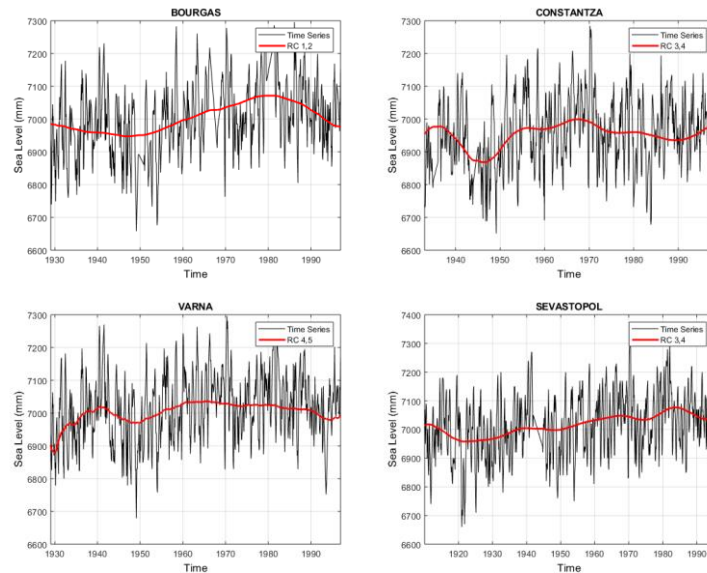 BOURGAS
7300
7200
7100
7000
6900
6800
6700
6600
Sea Level (mm)
Time Series
RC 1,2
1930 1940 1950 1960 1970 1980 1990
Time
CONSTANTZA
7300
7200
7100
7000
6900
6800
6700
6600
Sea Level (mm)
Time Series
RC 3,4
1940 1950 1960 1970 1980 1990
Time
VARNA
7300
7200
7100
7000
6900
6800
6700
6600
Sea Level (mm)
Time Series
RC 4,5
1930 1940 1950 1960 1970 1980 1990
Time
SEVASTOPOL
7400
7300
7200
7100
7000
6900
6800
6700
6600
Sea Level (mm)
Time Series
RC 3,4
1920 1930 1940 1950 1960 1970 1980 1990
Time